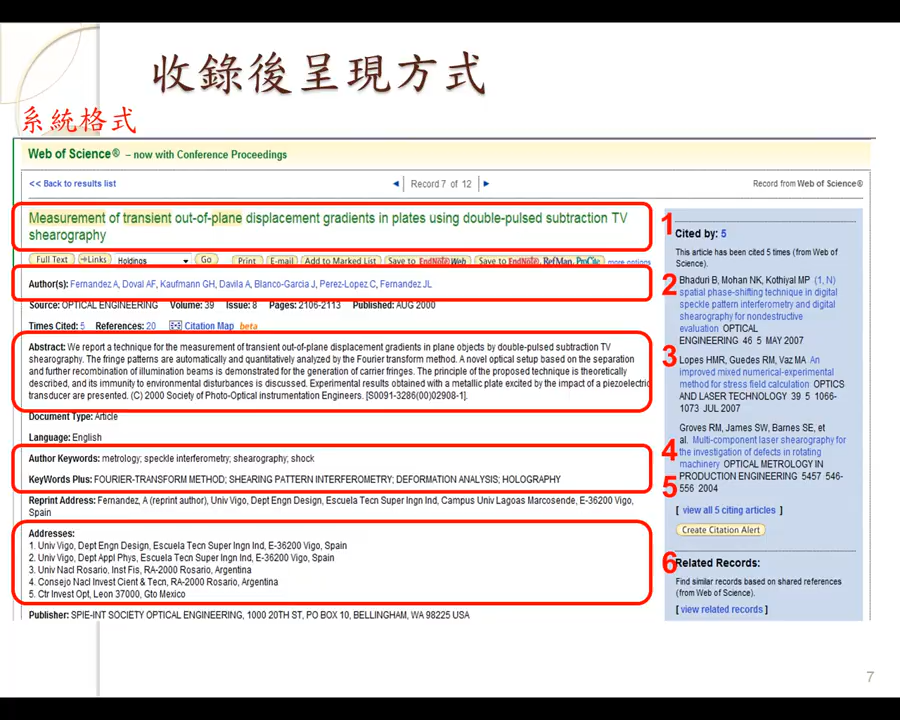 收錄後呈現方式
系統格式
Web of Science® – now with Conference Proceedings
<< Back to results list
◄ Record 7 of 12 ►
Record from Web of Science®
Measurement of transient out-of-plane displacement gradients in plates using double-pulsed subtraction TV
shearography
1
Full Text Links Holdings Go Print E-mail Add to Marked List Save to EndNote Web Save to EndNote, RefMan, ProCite more options
Author(s): Fernandez A, Doval AF, Kaufmann GH, Davila A, Blanco-Garcia J, Perez-Lopez C, Fernandez JL
2
Source: OPTICAL ENGINEERING Volume: 39 Issue: 8 Pages: 2106-2113 Published: AUG 2000
Times Cited: 5 References: 20 Citation Map beta
Abstract: We report a technique for the measurement of transient out-of-plane displacement gradients in plane objects by double-pulsed subtraction TV
shearography. The fringe patterns are automatically and quantitatively analyzed by the Fourier transform method. A novel optical setup based on the separation
and further recombination of illumination beams is demonstrated for the generation of carrier fringes. The principle of the proposed technique is theoretically
described, and its immunity to environmental disturbances is discussed. Experimental results obtained with a metallic plate excited by the impact of a piezoelectric
transducer are presented. (C) 2000 Society of Photo-Optical instrumentation Engineers. [S0091-3286(00)02908-1].
3
Document Type: Article
Language: English
Author Keywords: metrology; speckle interferometry; shearography; shock
4
KeyWords Plus: FOURIER-TRANSFORM METHOD; SHEARING PATTERN INTERFEROMETRY; DEFORMATION ANALYSIS; HOLOGRAPHY
5
Reprint Address: Fernandez, A (reprint author), Univ Vigo, Dept Engn Design, Escuela Tecn Super Ingn Ind, Campus Univ Lagoas Marcosende, E-36200 Vigo,
Spain
Addresses:
1. Univ Vigo, Dept Engn Design, Escuela Tecn Super Ingn Ind, E-36200 Vigo, Spain
2. Univ Vigo, Dept Appl Phys, Escuela Tecn Super Ingn Ind, E-36200 Vigo, Spain
3. Univ Nacl Rosario, Inst Fis, RA-2000 Rosario, Argentina
4. Consejo Nacl Invest Cient & Tecn, RA-2000 Rosario, Argentina
5. Ctr Invest Opt, Leon 37000, Gto Mexico
6
Publisher: SPIE-INT SOCIETY OPTICAL ENGINEERING, 1000 20TH ST, PO BOX 10, BELLINGHAM, WA 98225 USA
Cited by: 5
This article has been cited 5 times (from Web of
Science).
Bhaduri B, Mohan NK, Kothiyal MP (1, N)
spatial phase-shifting technique in digital
speckle pattern interferometry and digital
shearography for nondestructive
evaluation OPTICAL
ENGINEERING 46 5 MAY 2007
Lopes HMR, Guedes RM, Vaz MA An
improved mixed numerical-experimental
method for stress field calculation OPTICS
AND LASER TECHNOLOGY 39 5 1066-
1073 JUL 2007
Groves RM, James SW, Barnes SE, et
al. Multi-component laser shearography for
the investigation of defects in rotating
machinery OPTICAL METROLOGY IN
PRODUCTION ENGINEERING 5457 546-
556 2004
[ view all 5 citing articles ]
Create Citation Alert
Related Records:
Find similar records based on shared references
(from Web of Science).
[ view related records ]
7